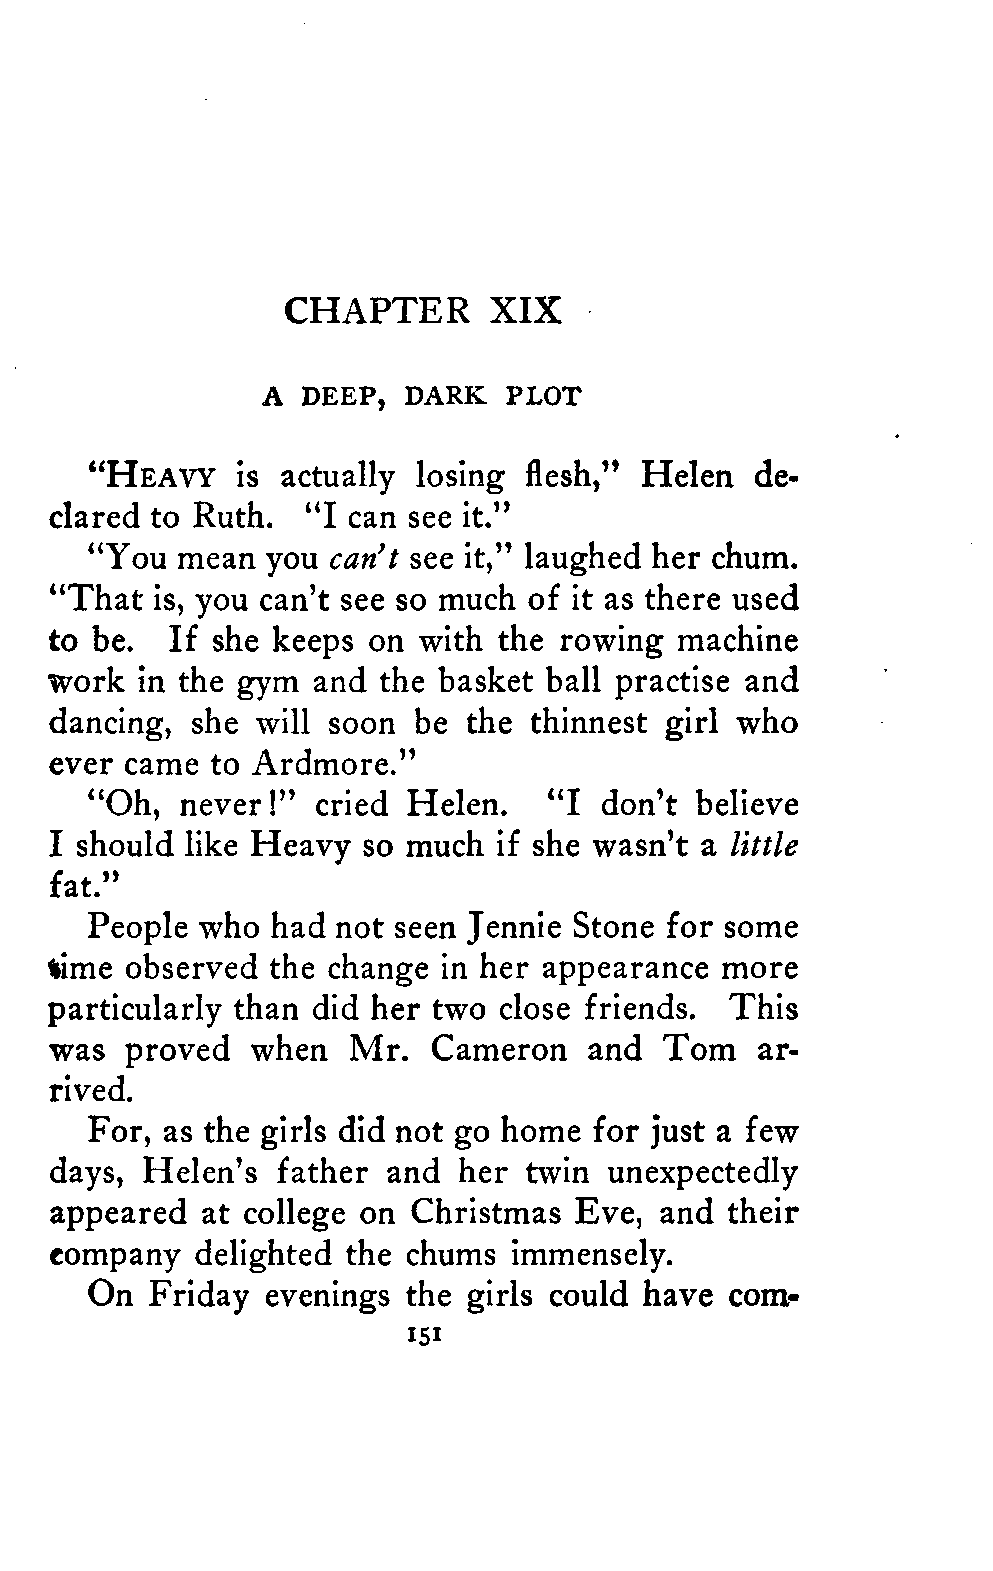 CHAPTER XIX
A DEEP, DARK PLOT
“HEAVY is actually losing flesh,” Helen de-
clared to Ruth. “I can see it.”
“You mean you can’t see it,” laughed her chum.
“That is, you can’t see so much of it as there used
to be. If she keeps on with the rowing machine
work in the gym and the basket ball practise and
dancing, she will soon be the thinnest girl who
ever came to Ardmore.”
“Oh, never!” cried Helen. “I don’t believe
I should like Heavy so much if she wasn’t a little
fat.”
People who had not seen Jennie Stone for some
time observed the change in her appearance more
particularly than did her two close friends. This
was proved when Mr. Cameron and Tom ar-
rived.
For, as the girls did not go home for just a few
days, Helen’s father and her twin unexpectedly
appeared at college on Christmas Eve, and their
company delighted the chums immensely.
On Friday evenings the girls could have com-
151